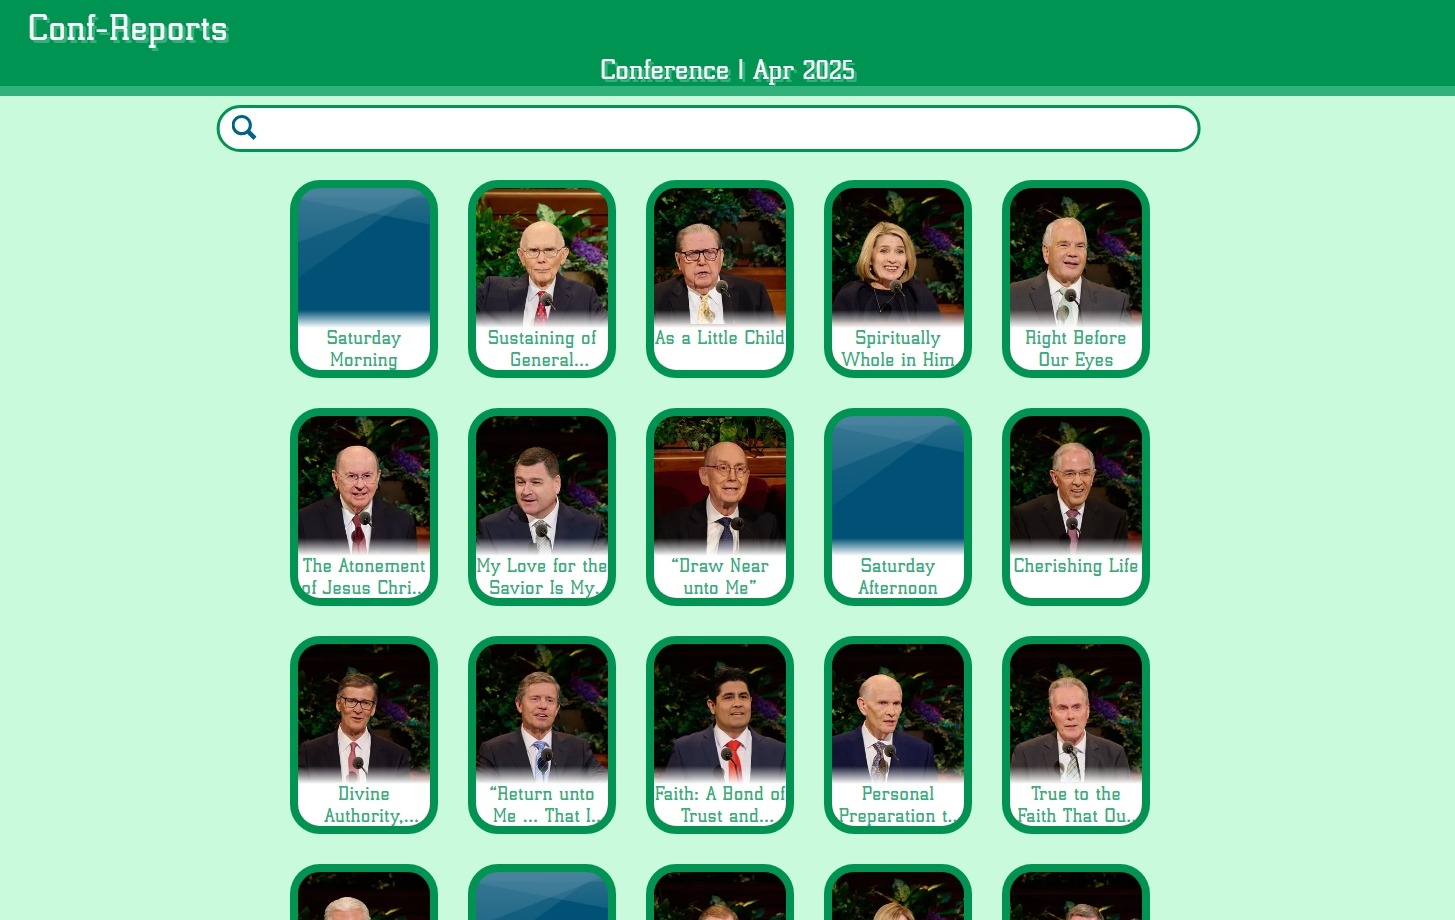 Conf-Reports
Conference | Apr 2025
Saturday
Morning
Sustaining of
General...
As a Little Child
Spiritually
Whole in Him
Right Before
Our Eyes
The Atonement
of Jesus Chri...
My Love for the
Savior Is My...
“Draw Near
unto Me”
Saturday
Afternoon
Cherishing Life
Divine
Authority,...
“Return unto
Me ... That I...
Faith: A Bond of
Trust and...
Personal
Preparation t...
True to the
Faith That Ou...